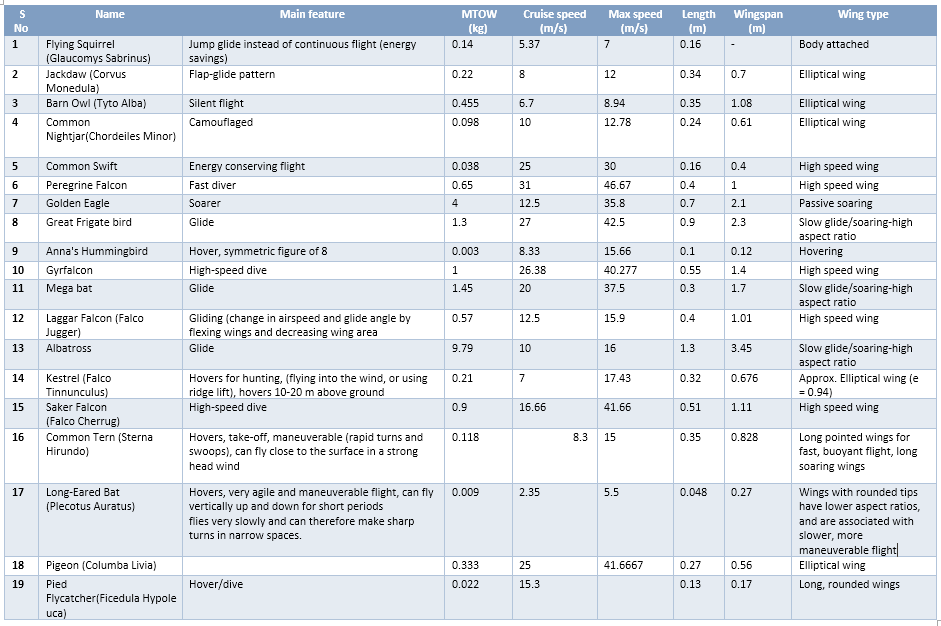 S No Name Main feature MTOW (kg) Cruise speed (m/s) Max speed (m/s) Length (m) Wingspan (m) Wing type
1 Flying Squirrel (Glaucomys Sabrinus) Jump glide instead of continuous flight (energy savings) 0.14 5.37 7 0.16 - Body attached
2 Jackdaw (Corvus Monedula) Flap-glide pattern 0.22 8 12 0.34 0.7 Elliptical wing
3 Barn Owl (Tyto Alba) Silent flight 0.455 6.7 8.94 0.35 1.08 Elliptical wing
4 Common Nightjar(Chordeiles Minor) Camouflaged 0.098 10 12.78 0.24 0.61 Elliptical wing
5 Common Swift Energy conserving flight 0.038 25 30 0.16 0.4 High speed wing
6 Peregrine Falcon Fast diver 0.65 31 46.67 0.4 1 High speed wing
7 Golden Eagle Soarer 4 12.5 35.8 0.7 2.1 Passive soaring
8 Great Frigate bird Glide 1.3 27 42.5 0.9 2.3 Slow glide/soaring-high aspect ratio
9 Anna's Hummingbird Hover, symmetric figure of 8 0.003 8.33 15.66 0.1 0.12 Hovering
10 Gyrfalcon High-speed dive 1 26.38 40.277 0.55 1.4 High speed wing
11 Mega bat Glide 1.45 20 37.5 0.3 1.7 Slow glide/soaring-high aspect ratio
12 Laggar Falcon (Falco Jugger) Gliding (change in airspeed and glide angle by flexing wings and decreasing wing area 0.57 12.5 15.9 0.4 1.01 High speed wing
13 Albatross Glide 9.79 10 16 1.3 3.45 Slow glide/soaring-high aspect ratio
14 Kestrel (Falco Tinnunculus) Hovers for hunting, (flying into the wind, or using ridge lift), hovers 10-20 m above ground 0.21 7 17.43 0.32 0.676 Approx. Elliptical wing (e = 0.94)
15 Saker Falcon (Falco Cherrug) High-speed dive 0.9 16.66 41.66 0.51 1.11 High speed wing
16 Common Tern (Sterna Hirundo) Hovers, take-off, maneuverable (rapid turns and swoops), can fly close to the surface in a strong head wind 0.118 8.3 15 0.35 0.828 Long pointed wings for fast, buoyant flight, long soaring wings
17 Long-Eared Bat (Plecotus Auratus) Hovers, very agile and maneuverable flight, can fly vertically up and down for short periods flies very slowly and can therefore make sharp turns in narrow spaces. 0.009 2.35 5.5 0.048 0.27 Wings with rounded tips have lower aspect ratios, and are associated with slower, more maneuverable flight
18 Pigeon (Columba Livia) 0.333 25 41.6667 0.27 0.56 Elliptical wing
19 Pied Flycatcher(Ficedula Hypole uca) Hover/dive 0.022 15.3 0.13 0.17 Long, rounded wings